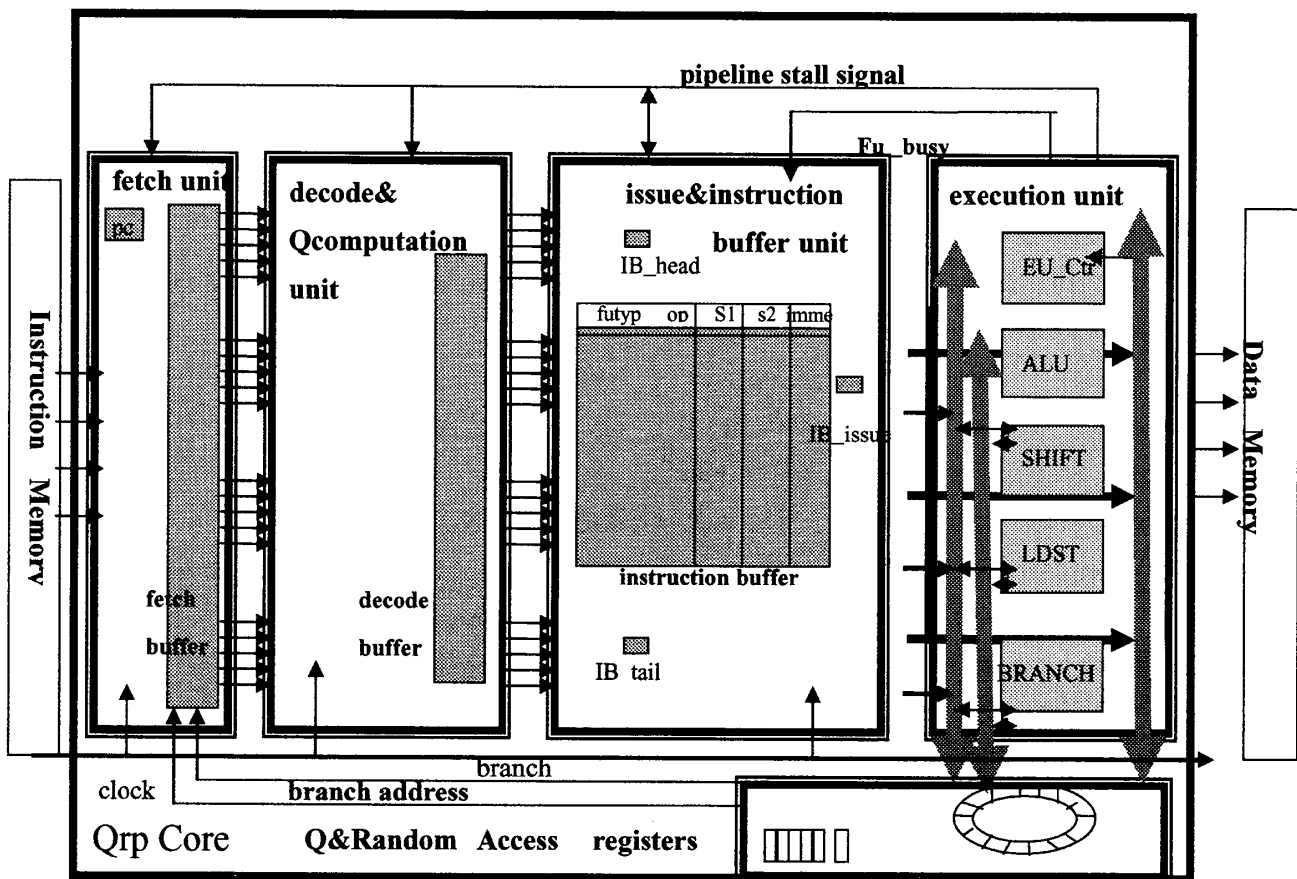 pipeline stall signal
Fu_busy
fetch unit
pc
fetch
buffer
decode&
Qcomputation
unit
decode
buffer
issue&instruction
buffer unit
IB_head
futyp op S1 s2 imme
IB_issue
instruction buffer
IB_tail
execution unit
EU_Ctr
ALU
SHIFT
LDST
BRANCH
Instruction Memory
Data Memory
clock
branch
branch address
Qrp Core
Q&Random Access registers